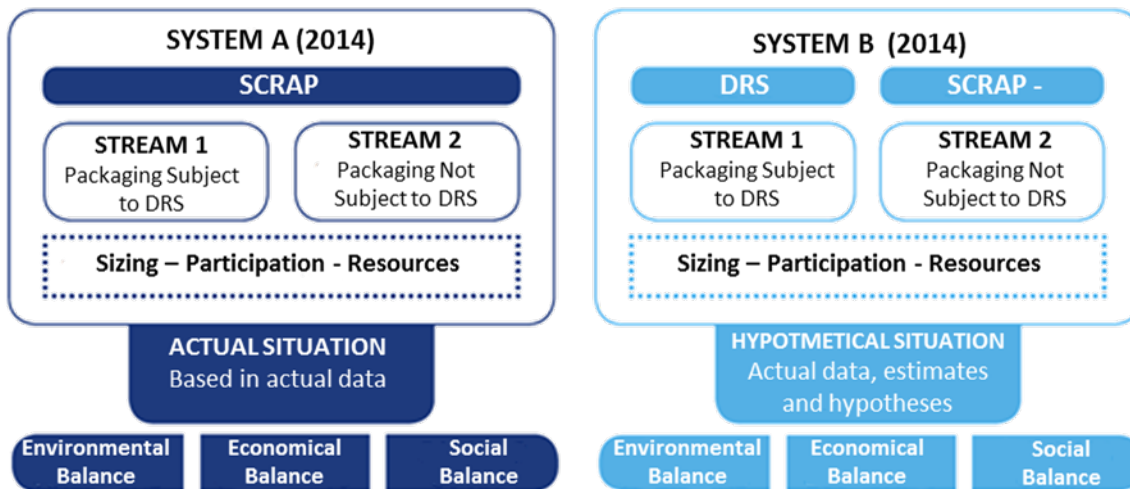 SYSTEM A (2014)
SCRAP
STREAM 1
Packaging Subject
to DRS
STREAM 2
Packaging Not
Subject to DRS
Sizing – Participation - Resources
ACTUAL SITUATION
Based in actual data
Environmental
Balance
Economical
Balance
Social
Balance
SYSTEM B (2014)
DRS
SCRAP -
STREAM 1
Packaging Subject
to DRS
STREAM 2
Packaging Not
Subject to DRS
Sizing – Participation - Resources
HYPOTMETICAL SITUATION
Actual data, estimates
and hypotheses
Environmental
Balance
Economical
Balance
Social
Balance